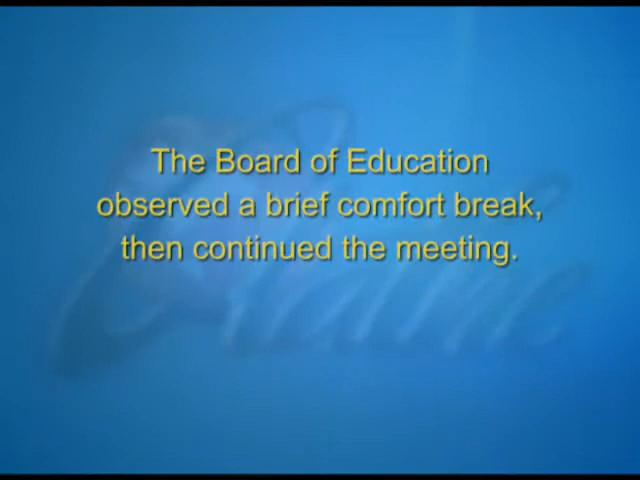 The Board of Education
observed a brief comfort break,
then continued the meeting.